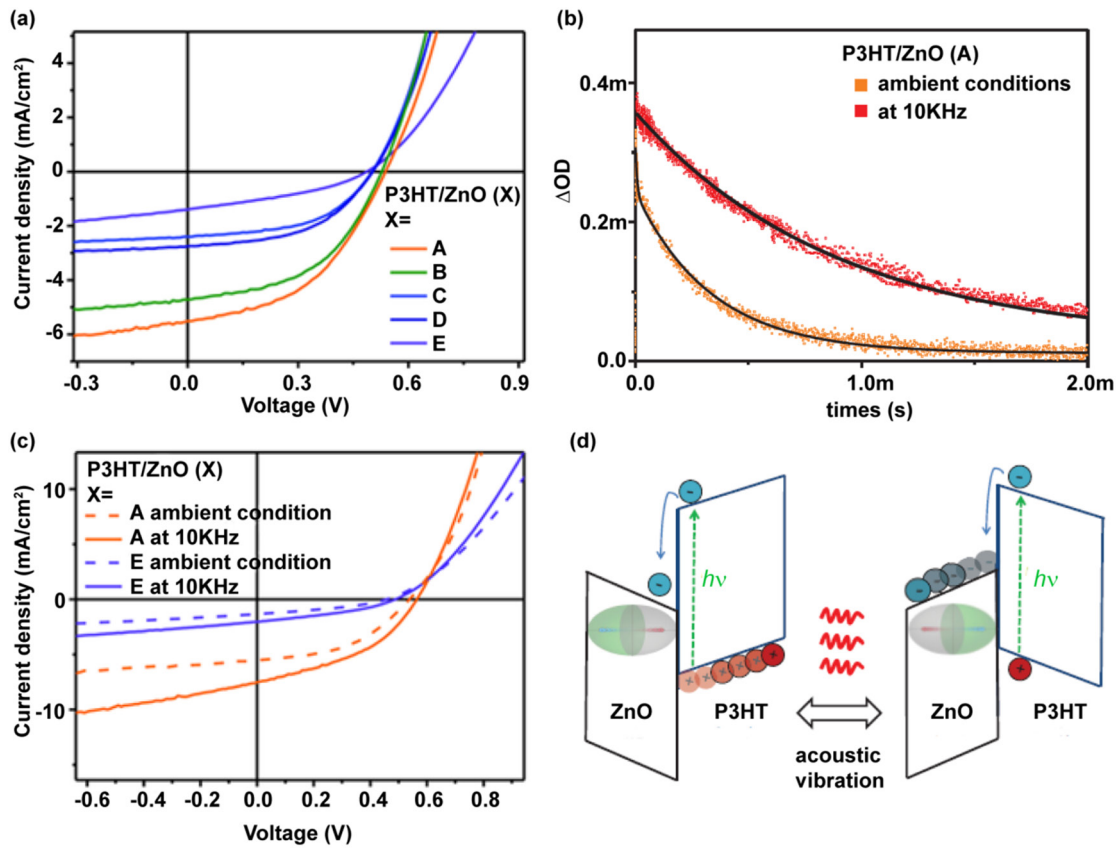 (a)
Current density (mA/cm²)
4
2
0
-2
-4
-6
P3HT/ZnO (X)
X=
A
B
C
D
E
-0.3
0.0
0.3
0.6
0.9
Voltage (V)
(b)
P3HT/ZnO (A)
ambient conditions
at 10KHz
ΔOD
0.4m
0.2m
0.0
0.0
1.0m
2.0m
times (s)
(c)
Current density (mA/cm²)
10
0
-10
P3HT/ZnO (X)
X=
A ambient condition
A at 10KHz
E ambient condition
E at 10KHz
-0.6
-0.4
-0.2
0.0
0.2
0.4
0.6
0.8
Voltage (V)
(d)
hν
ZnO
P3HT
acoustic
vibration
hν
ZnO
P3HT